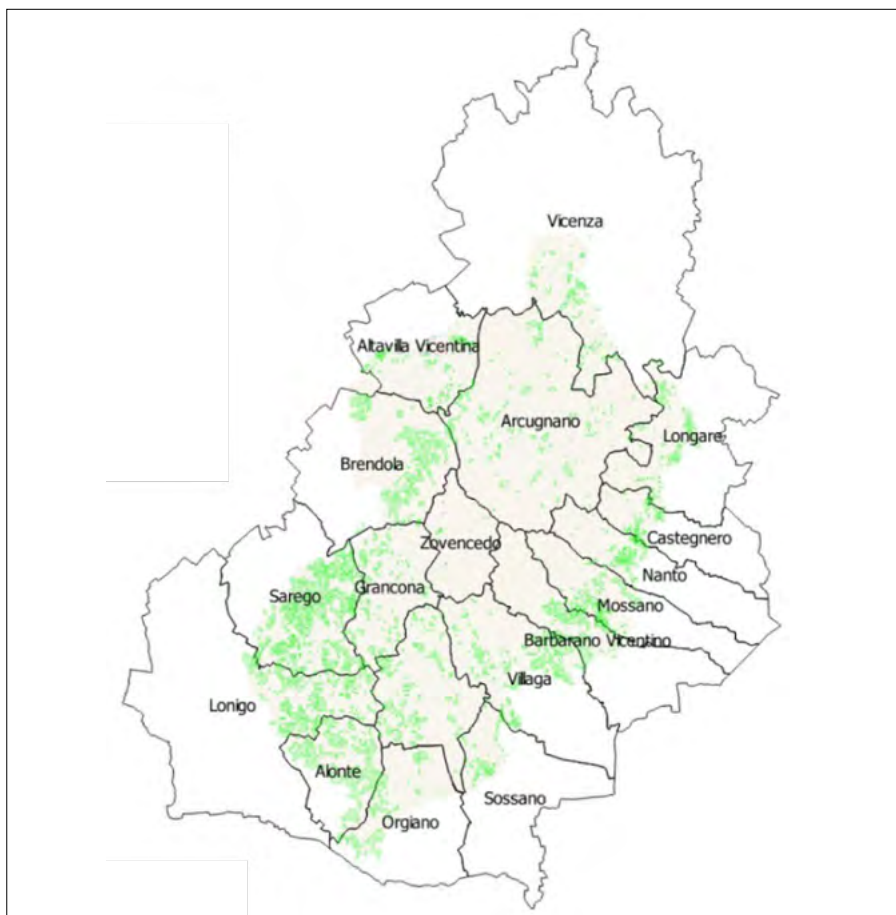 Vicenza
Altavilla Vicentina
Arcugnano
Longare
Brendola
Castegnero
Zovencedo
Nanto
Grancona
Sarego
Mossano
Barbarano Vicentino
Villaga
Lonigo
Alonte
Sossano
Orgiano